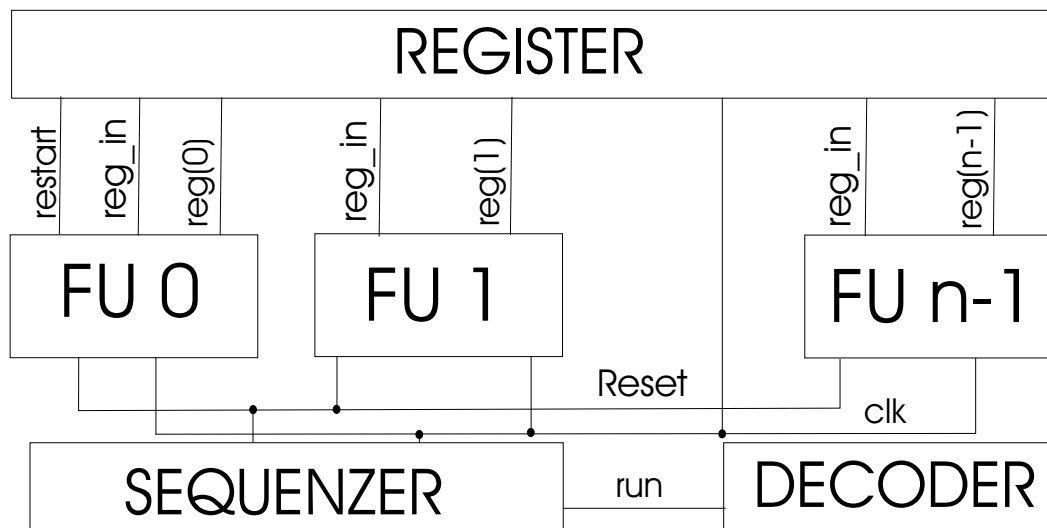 REGISTER
restart
reg_in
reg(0)
reg_in
reg(1)
reg_in
reg(n-1)
FU 0
FU 1
FU n-1
Reset
clk
SEQUENZER
run
DECODER